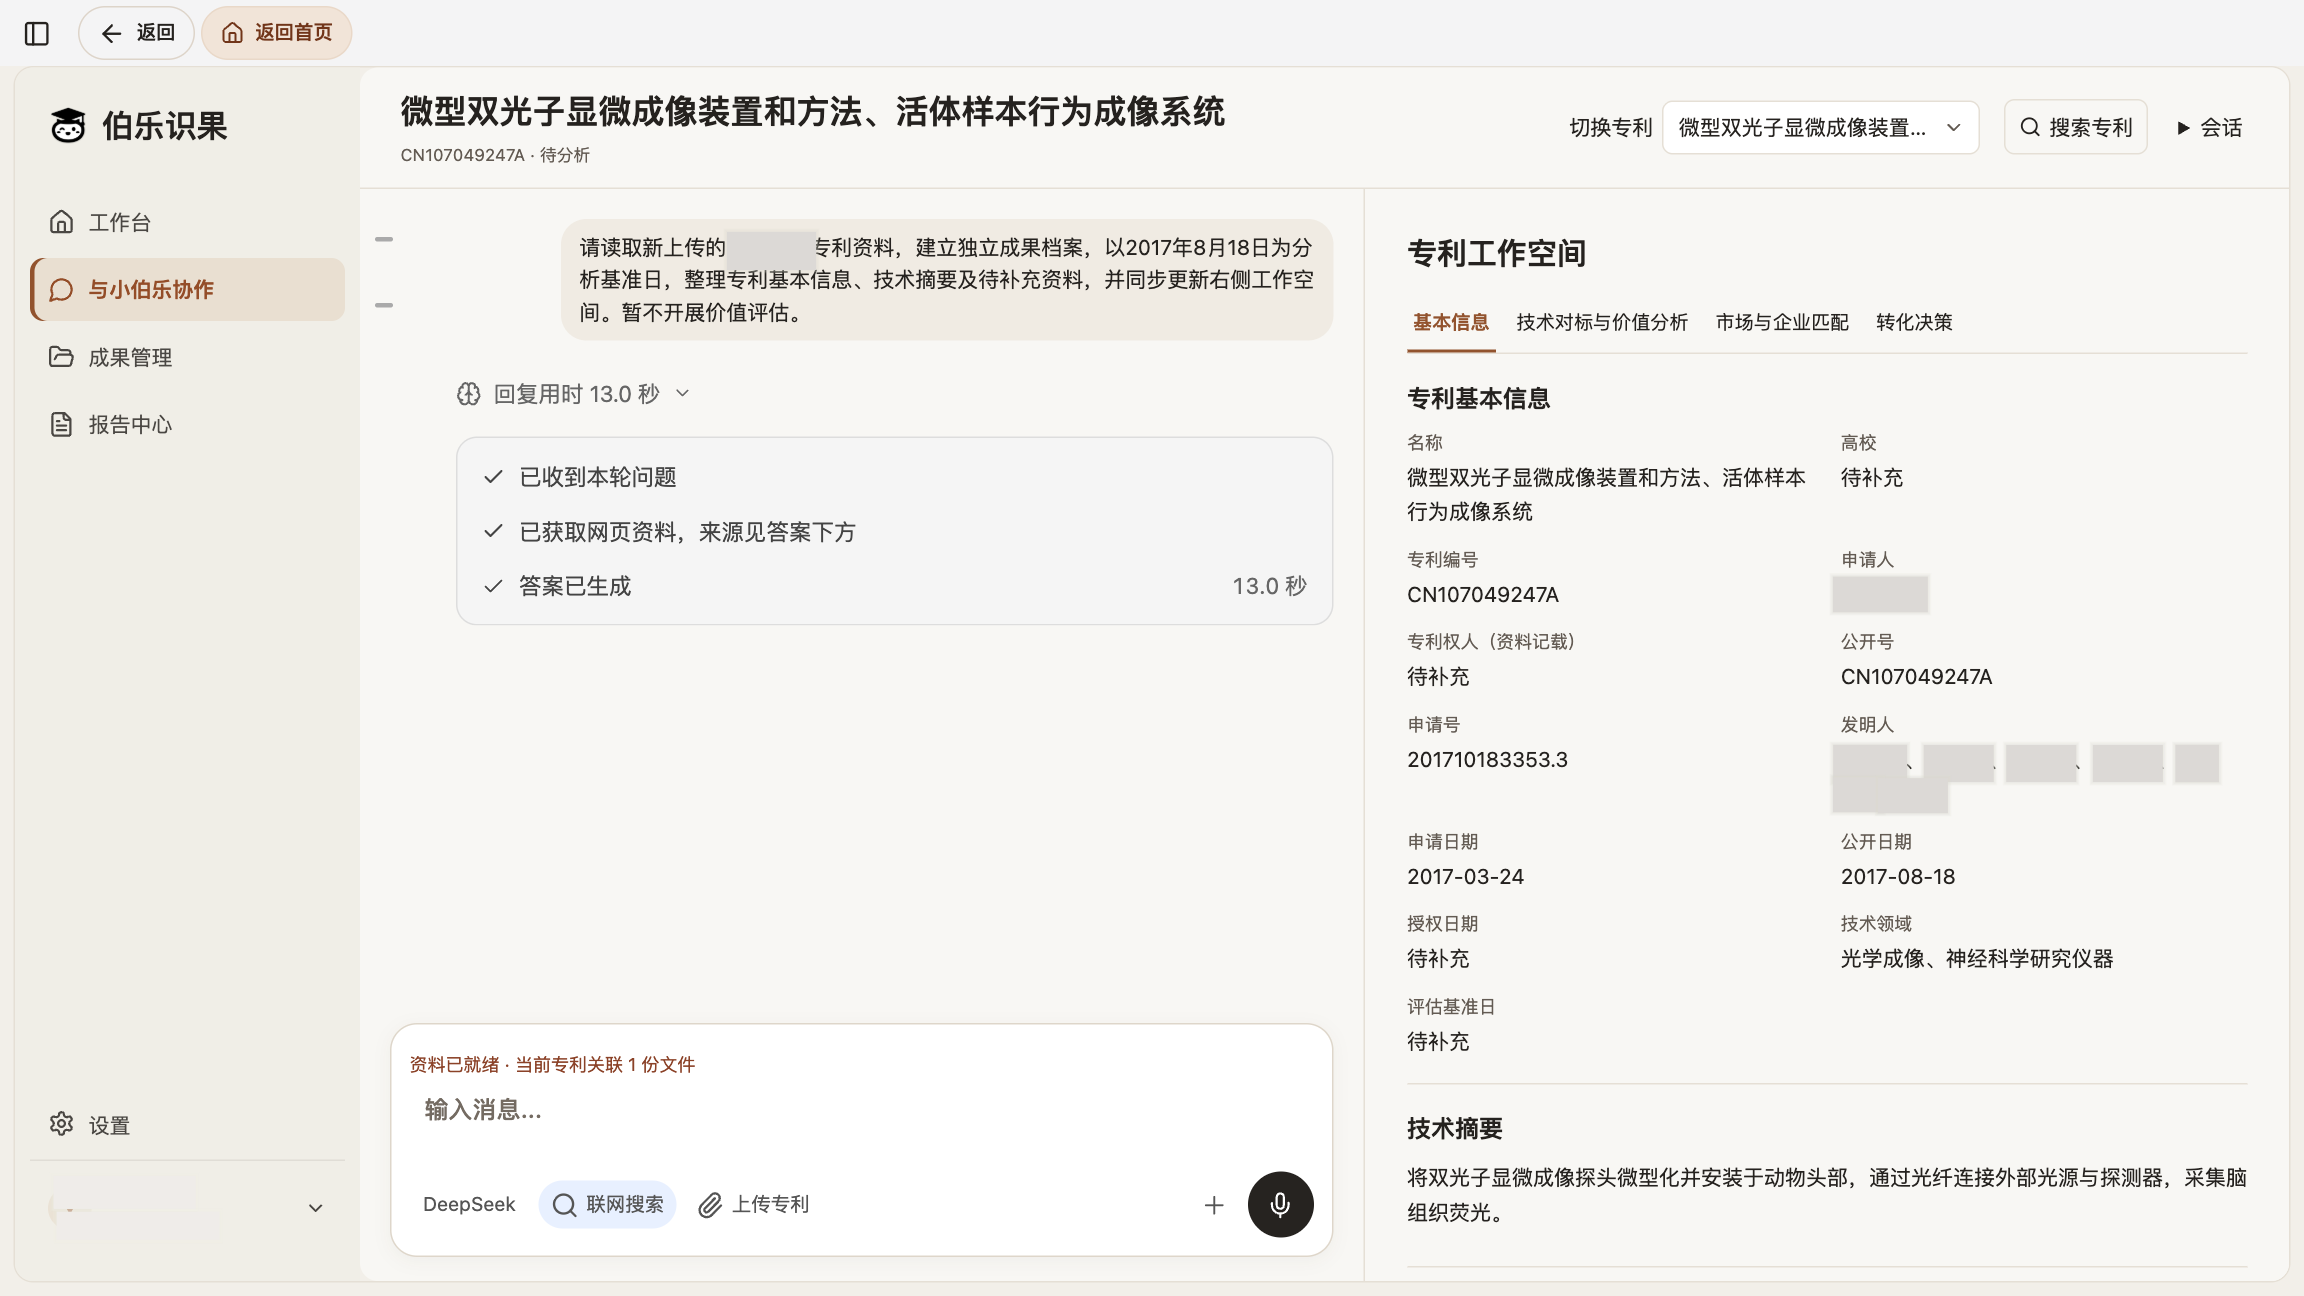 返回
返回首页
伯乐识果
工作台
与小伯乐协作
成果管理
报告中心
设置
微型双光子显微成像装置和方法、活体样本行为成像系统
CN107049247A · 待分析
切换专利
微型双光子显微成像装置...
搜索专利
会话
请读取新上传的 专利资料，建立独立成果档案，以2017年8月18日为分
析基准日，整理专利基本信息、技术摘要及待补充资料，并同步更新右侧工作空
间。暂不开展价值评估。
回复用时 13.0 秒
已收到本轮问题
已获取网页资料，来源见答案下方
答案已生成
13.0 秒
资料已就绪 · 当前专利关联 1 份文件
输入消息...
DeepSeek
联网搜索
上传专利
专利工作空间
基本信息
技术对标与价值分析
市场与企业匹配
转化决策
专利基本信息
名称
微型双光子显微成像装置和方法、活体样本
行为成像系统
高校
待补充
专利编号
CN107049247A
申请人
专利权人（资料记载）
待补充
公开号
CN107049247A
申请号
201710183353.3
发明人
申请日期
2017-03-24
公开日期
2017-08-18
授权日期
待补充
技术领域
光学成像、神经科学研究仪器
评估基准日
待补充
技术摘要
将双光子显微成像探头微型化并安装于动物头部，通过光纤连接外部光源与探测器，采集脑
组织荧光。